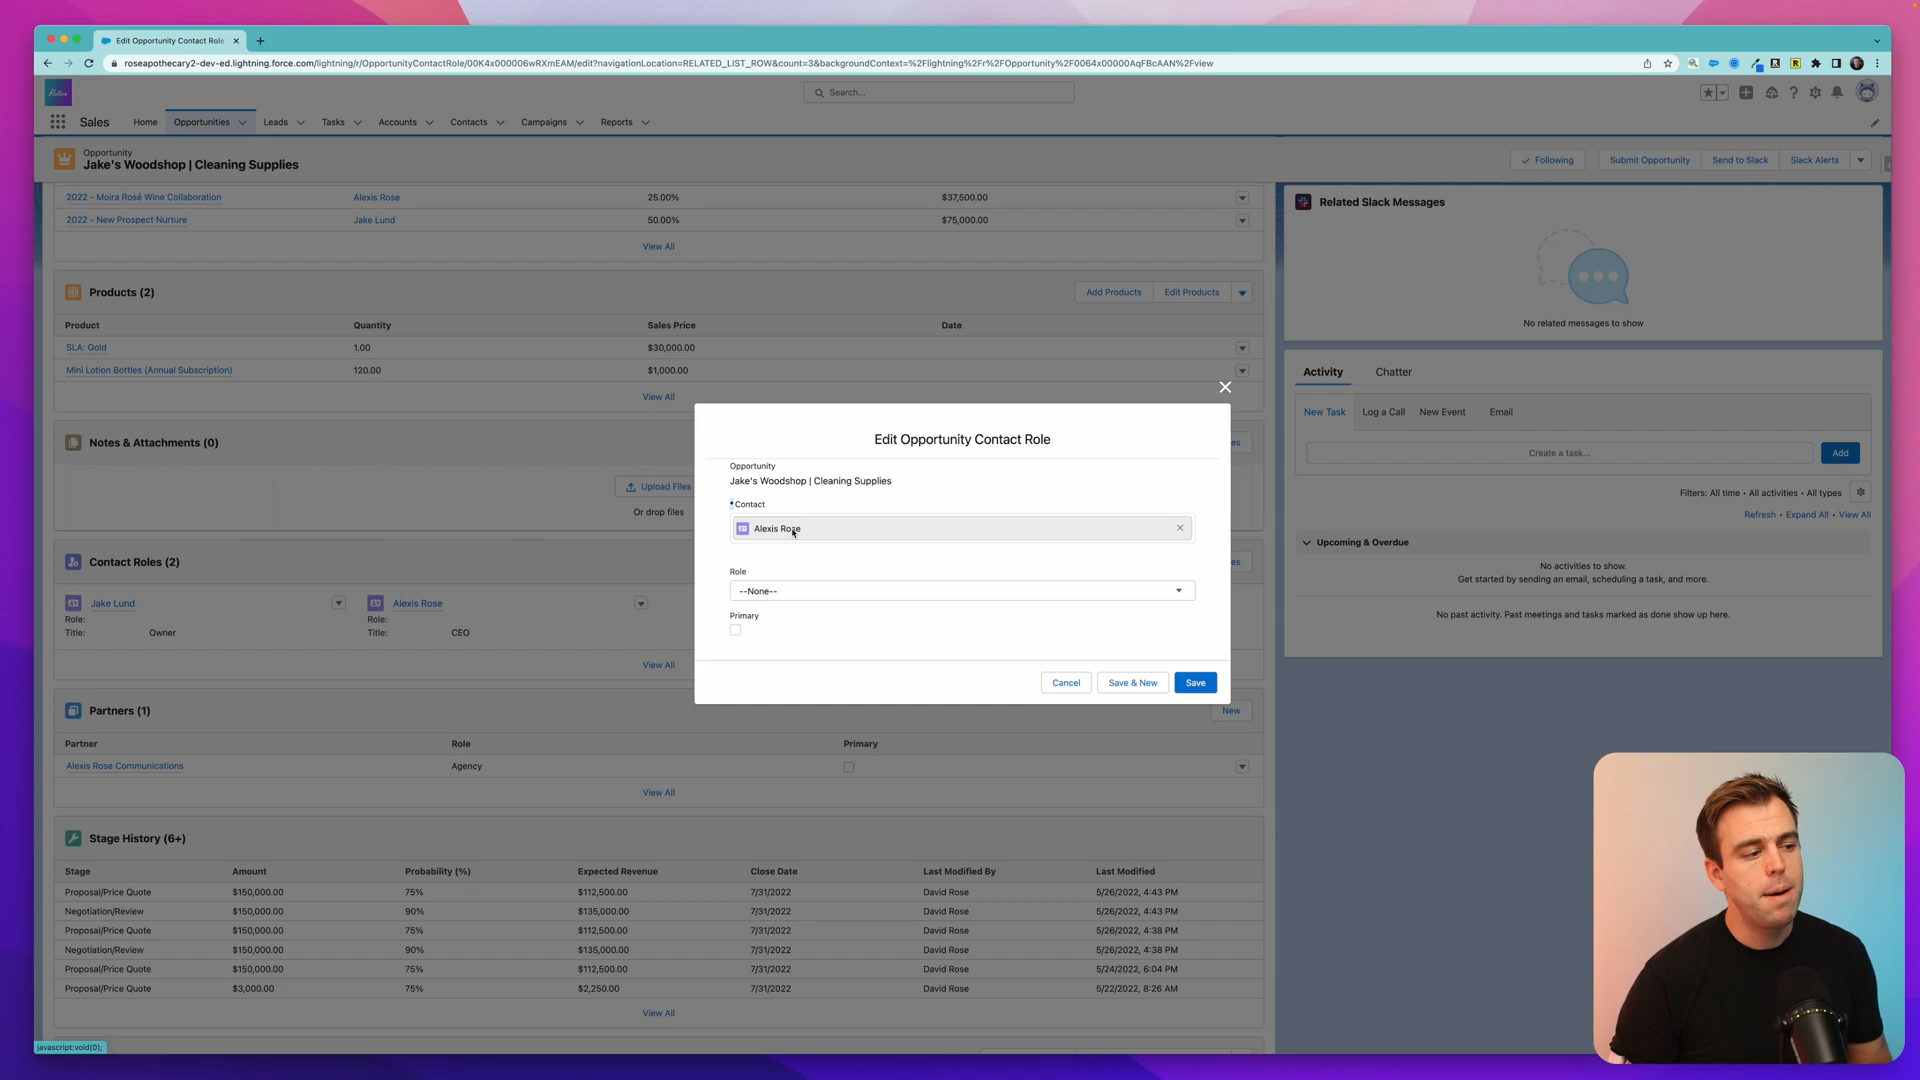 Edit Opportunity Contact Role
roseapothecary2-dev-ed.lightning.force.com/lightning/r/OpportunityContactRole/00K4x000006wRXmEAM/edit?navigationLocation=RELATED_LIST_ROW&count=3&backgroundContext=%2Flightning%2Fr%2FOpportunity%2F0064x00000AqFBcAAN%2Fview
Search...
Sales Home Opportunities Leads Tasks Accounts Contacts Campaigns Reports
Opportunity
Jake's Woodshop | Cleaning Supplies
Following Submit Opportunity Send to Slack Slack Alerts
2022 - Moira Rosé Wine Collaboration Alexis Rose 25.00% $37,500.00
2022 - New Prospect Nurture Jake Lund 50.00% $75,000.00
View All
Products (2) Add Products Edit Products
Product Quantity Sales Price Date
SLA: Gold 1.00 $30,000.00
Mini Lotion Bottles (Annual Subscription) 120.00 $1,000.00
View All
Notes & Attachments (0)
Upload Files
Or drop files
Contact Roles (2)
Jake Lund Alexis Rose
Role: Role:
Title: Owner Title: CEO
View All
Partners (1) New
Partner Role Primary
Alexis Rose Communications Agency
View All
Stage History (6+)
Stage Amount Probability (%) Expected Revenue Close Date Last Modified By Last Modified
Proposal/Price Quote $150,000.00 75% $112,500.00 7/31/2022 David Rose 5/26/2022, 4:43 PM
Negotiation/Review $150,000.00 90% $135,000.00 7/31/2022 David Rose 5/26/2022, 4:43 PM
Proposal/Price Quote $150,000.00 75% $112,500.00 7/31/2022 David Rose 5/26/2022, 4:38 PM
Negotiation/Review $150,000.00 90% $135,000.00 7/31/2022 David Rose 5/26/2022, 4:38 PM
Proposal/Price Quote $150,000.00 75% $112,500.00 7/31/2022 David Rose 5/24/2022, 6:04 PM
Proposal/Price Quote $3,000.00 75% $2,250.00 7/31/2022 David Rose 5/22/2022, 8:26 AM
View All
javascript:void(0);
Edit Opportunity Contact Role
Opportunity
Jake's Woodshop | Cleaning Supplies
*Contact
Alexis Rose
Role
--None--
Primary
Cancel Save & New Save
Related Slack Messages
No related messages to show
Activity Chatter
New Task Log a Call New Event Email
Create a task... Add
Filters: All time • All activities • All types
Refresh • Expand All • View All
Upcoming & Overdue
No activities to show.
Get started by sending an email, scheduling a task, and more.
No past activity. Past meetings and tasks marked as done show up here.